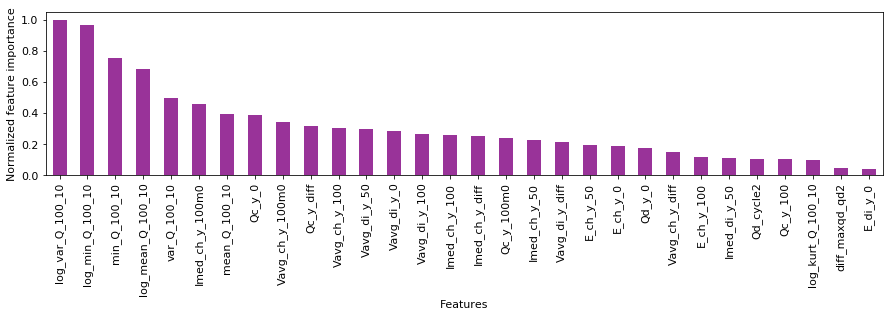 Normalized feature importance
1.0
0.8
0.6
0.4
0.2
0.0
log_var_Q_100_10
log_min_Q_100_10
min_Q_100_10
log_mean_Q_100_10
var_Q_100_10
Imed_ch_y_100m0
mean_Q_100_10
Qc_y_0
Vavg_ch_y_100m0
Qc_y_diff
Vavg_ch_y_100
Vavg_di_y_50
Vavg_di_y_0
Vavg_di_y_100
Imed_ch_y_100
Imed_ch_y_diff
Qc_y_100m0
Imed_ch_y_50
Vavg_di_y_diff
E_ch_y_50
E_ch_y_0
Qd_y_0
Vavg_ch_y_diff
E_ch_y_100
Imed_di_y_50
Qd_cycle2
Qc_y_100
log_kurt_Q_100_10
diff_maxqd_qd2
E_di_y_0
Features